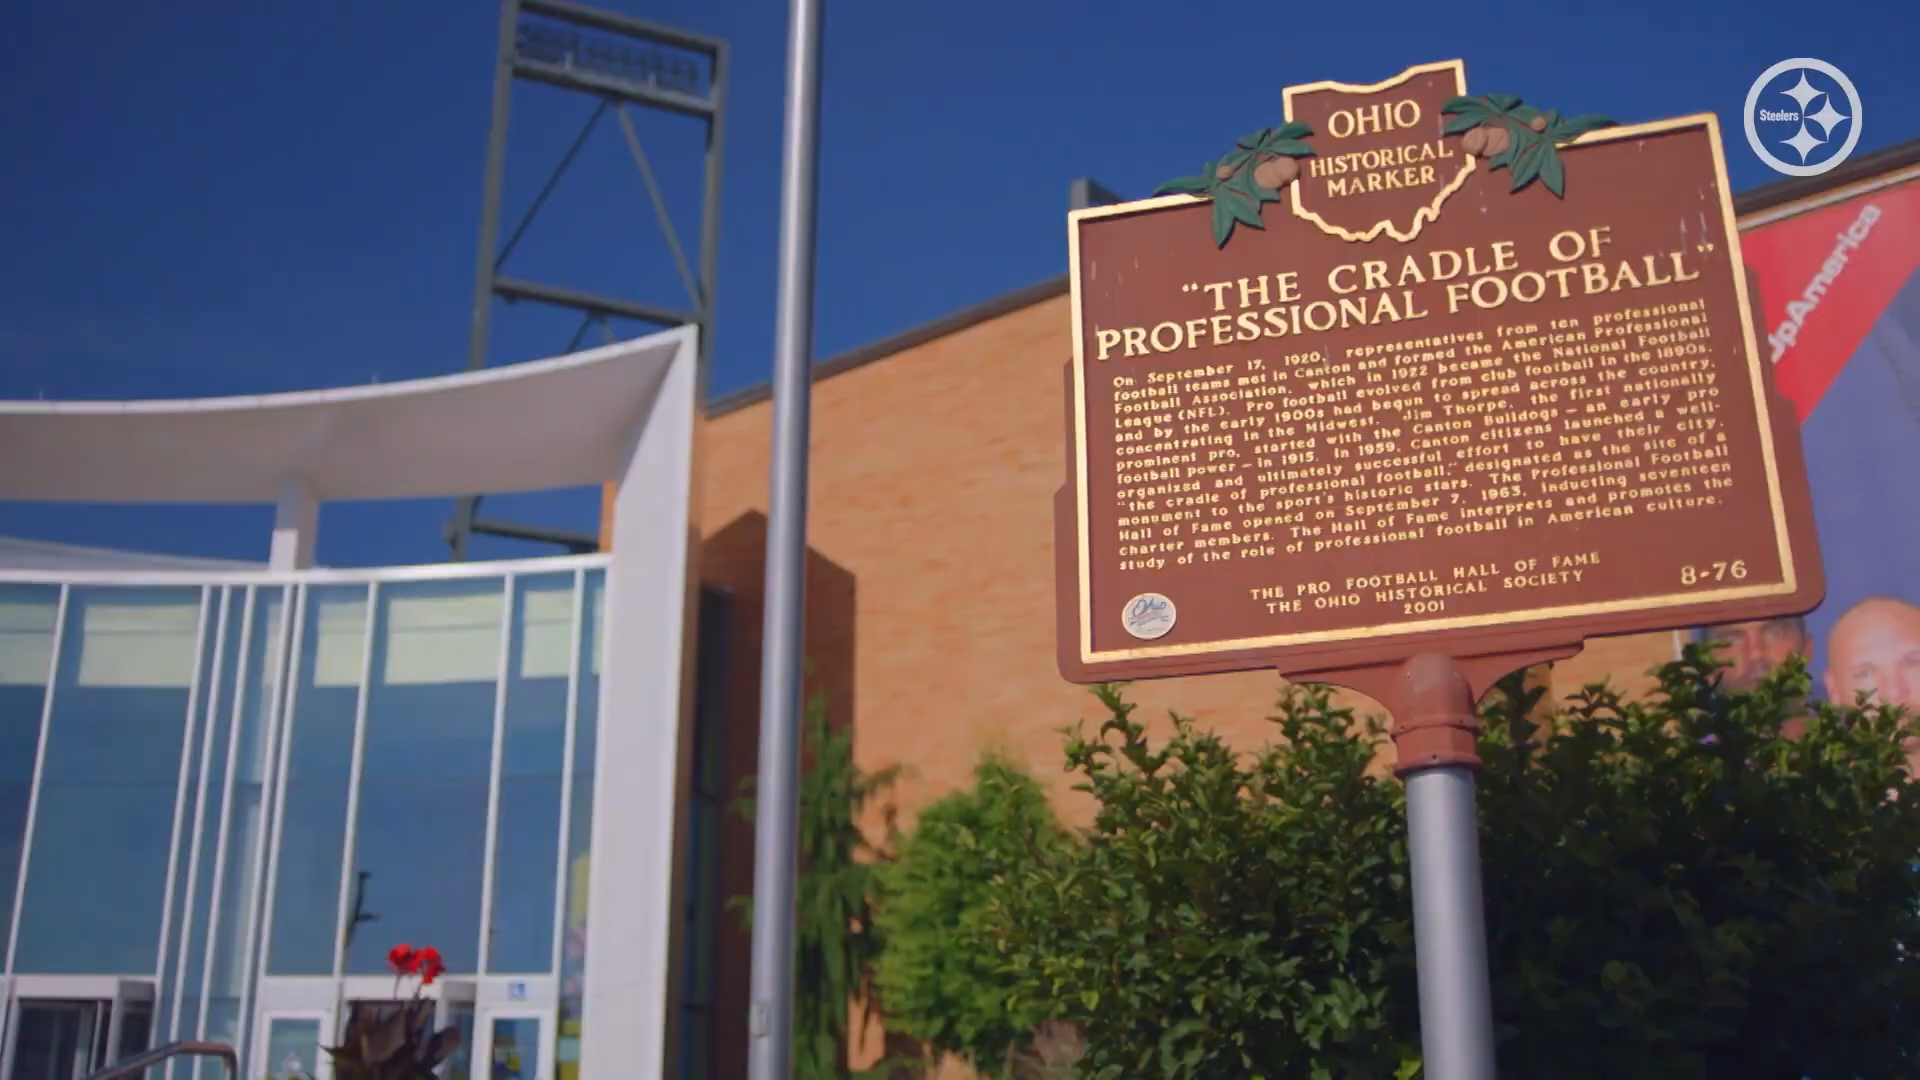 Steelers
OHIO
HISTORICAL
MARKER
"THE CRADLE OF
PROFESSIONAL FOOTBALL"
On September 17, 1920, representatives from ten professional
football teams met in Canton and formed the American Professional
Football Association, which in 1922 became the National Football
League (NFL). Pro football evolved from club football in the 1890s,
and by the early 1900s had begun to spread across the country,
concentrating in the Midwest. Jim Thorpe, the first nationally
prominent pro, started with the Canton Bulldogs – an early pro
football power – in 1915. In 1959, Canton citizens launched a well-
organized and ultimately successful effort to have their city,
"the cradle of professional football," designated as the site of a
monument to the sport's historic stars. The Professional Football
Hall of Fame opened on September 7, 1963, inducting seventeen
charter members. The Hall of Fame interprets and promotes the
study of the role of professional football in American culture.
THE PRO FOOTBALL HALL OF FAME
THE OHIO HISTORICAL SOCIETY
2001
8-76
Ohio
UpAmerica